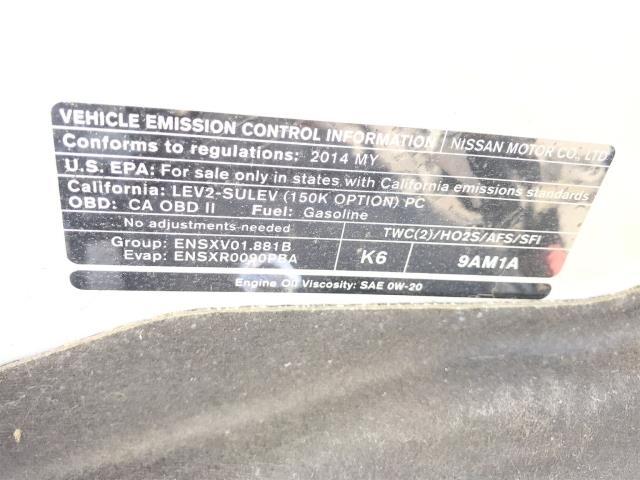 VEHICLE EMISSION CONTROL INFORMATION NISSAN MOTOR CO., LTD
Conforms to regulations: 2014 MY
U.S. EPA: For sale only in states with California emissions standards
California: LEV2-SULEV (150K OPTION) PC
OBD: CA OBD II Fuel: Gasoline
No adjustments needed TWC(2)/HO2S/AFS/SFI
Group: ENSXV01.881B
Evap: ENSXR0090PBA K6 9AM1A
Engine Oil Viscosity: SAE 0W-20